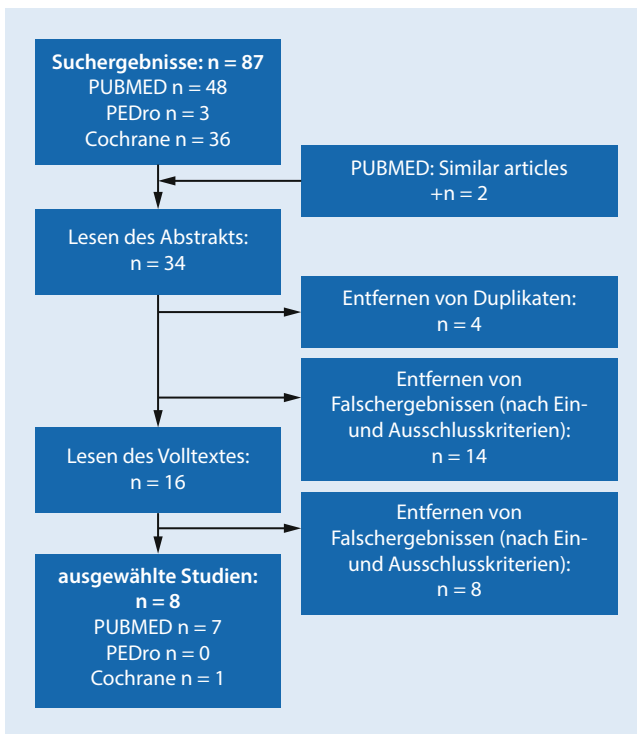 Suchergebnisse: n = 87
PUBMED n = 48
PEDro n = 3
Cochrane n = 36
PUBMED: Similar articles
+n = 2
Lesen des Abstrakts:
n = 34
Entfernen von Duplikaten:
n = 4
Entfernen von
Falschergebnissen (nach Ein-
und Ausschlusskriterien):
n = 14
Lesen des Volltextes:
n = 16
Entfernen von
Falschergebnissen (nach Ein-
und Ausschlusskriterien):
n = 8
ausgewählte Studien:
n = 8
PUBMED n = 7
PEDro n = 0
Cochrane n = 1